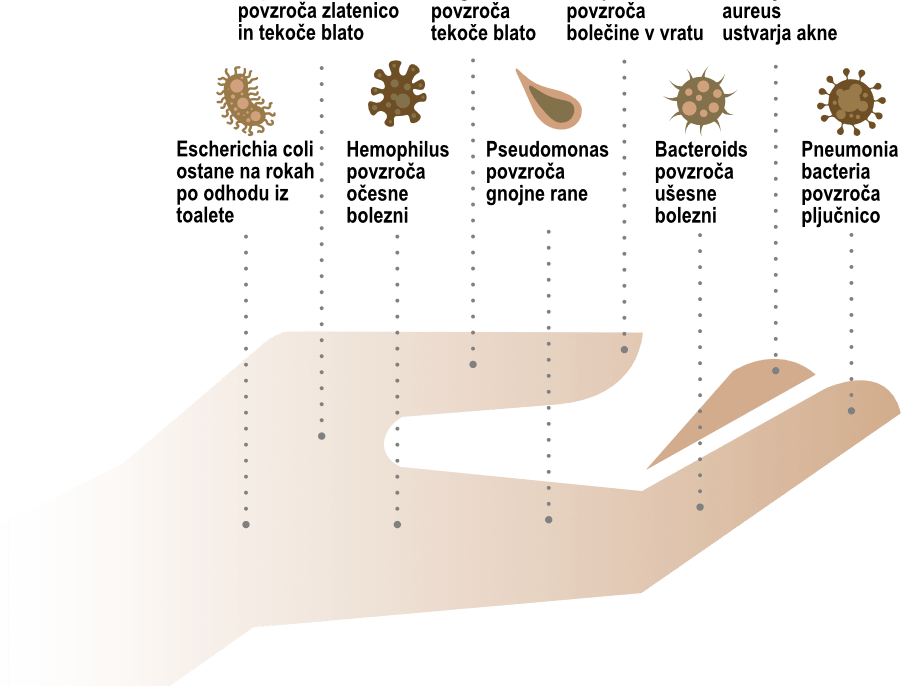 povzroča zlatenico
in tekoče blato
povzroča
tekoče blato
povzroča
bolečine v vratu
aureus
ustvarja akne
Escherichia coli
ostane na rokah
po odhodu iz
toalete
Hemophilus
povzroča
očesne
bolezni
Pseudomonas
povzroča
gnojne rane
Bacteroids
povzroča
ušesne
bolezni
Pneumonia
bacteria
povzroča
pljučnico